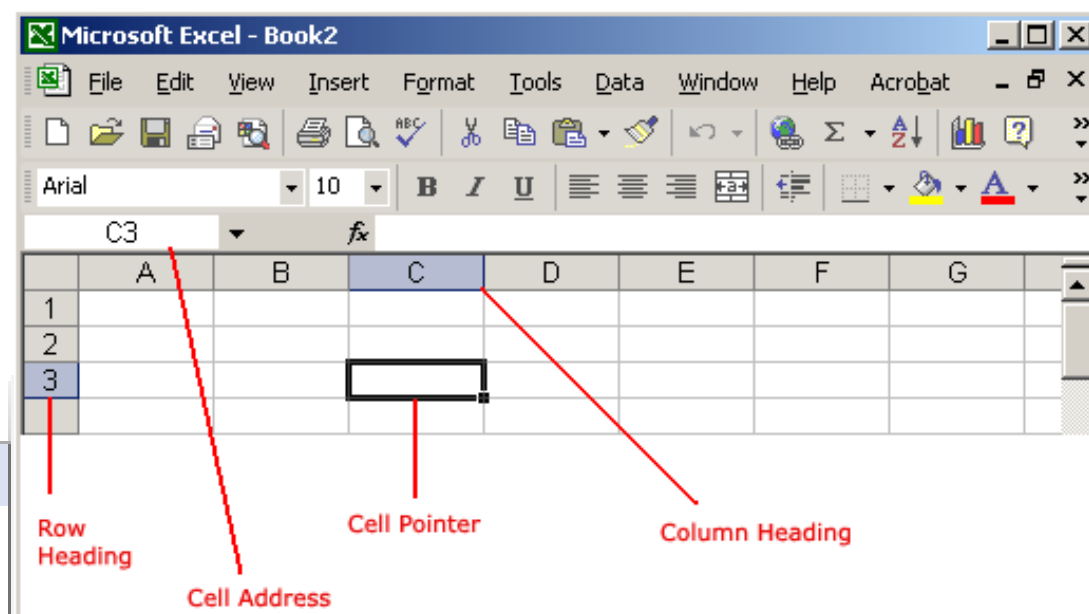 Microsoft Excel - Book2
File Edit View Insert Format Tools Data Window Help Acrobat
ABC Σ A Z ?
Arial 10 B I U a A
C3 fx
A B C D E F G
1
2
3
Cell Pointer
Row
Heading
Column Heading
Cell Address